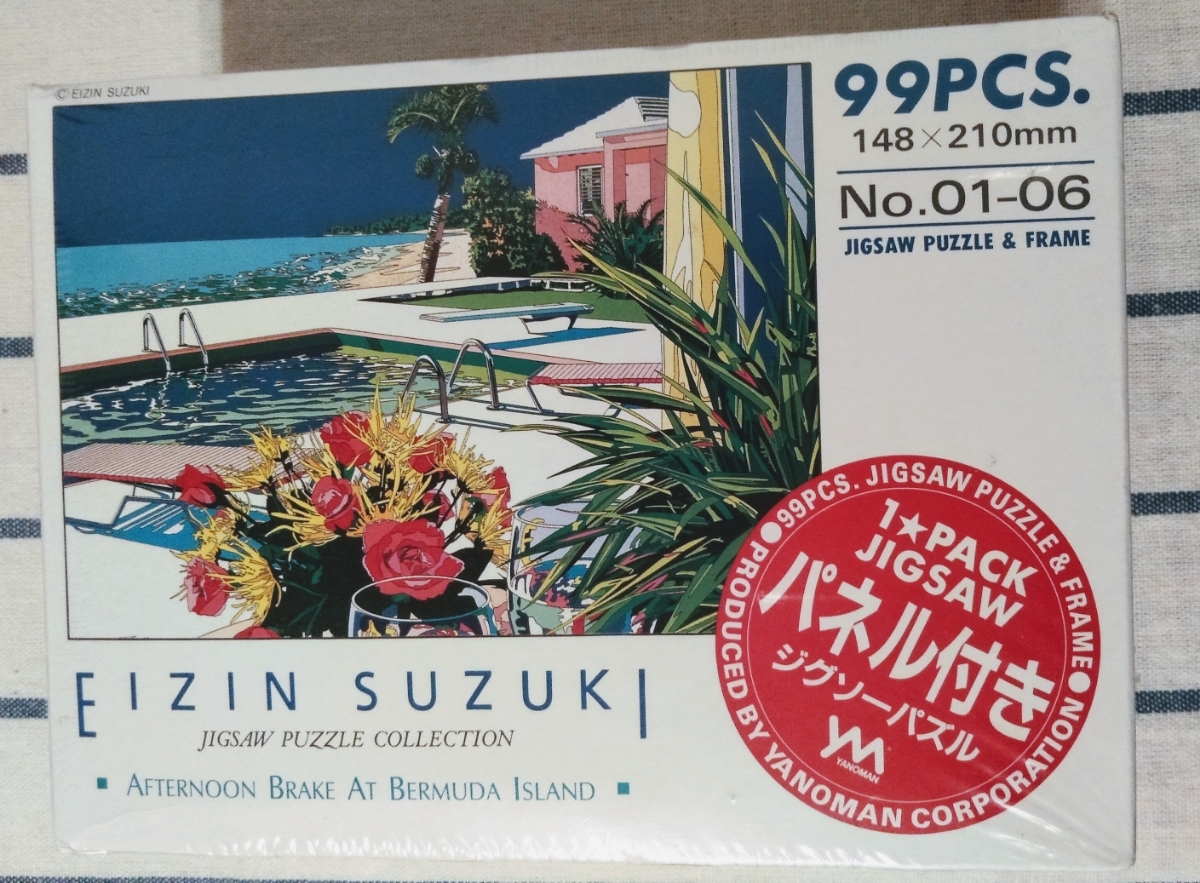 © EIZIN SUZUKI
99PCS.
148×210mm
No.01-06
JIGSAW PUZZLE & FRAME
99PCS. JIGSAW PUZZLE & FRAME
1★PACK
JIGSAW
パネル付き
ジグソーパズル
YM
YANOMAN
PRODUCED BY YANOMAN CORPORATION
EIZIN SUZUKI
JIGSAW PUZZLE COLLECTION
▪ AFTERNOON BRAKE AT BERMUDA ISLAND ▪